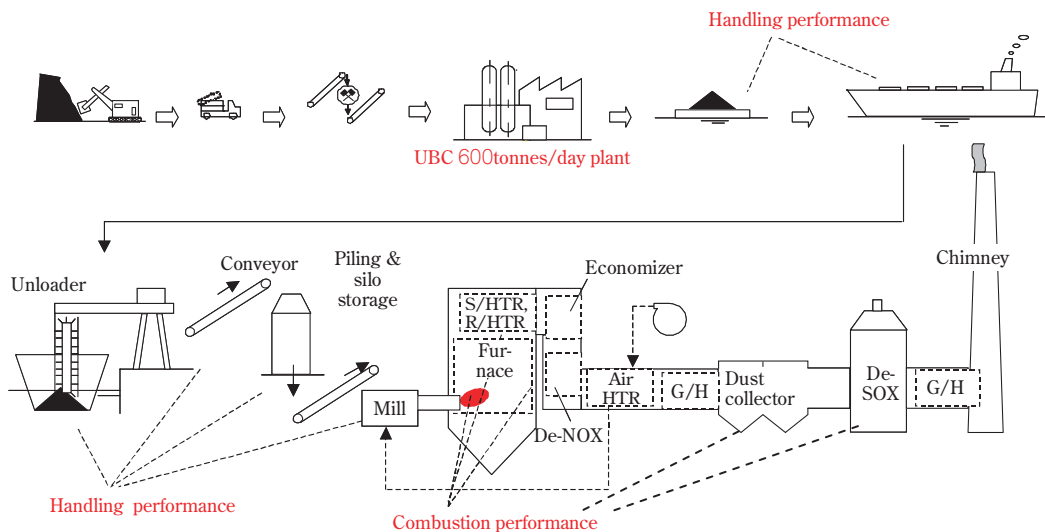 Handling performance
UBC 600tonnes/day plant
Unloader
Conveyor
Piling &
silo
storage
Economizer
Chimney
S/HTR,
R/HTR
Fur-
nace
Mill
De-NOX
Air
HTR
G/H
Dust
collector
De-
SOX
G/H
Handling performance
Combustion performance